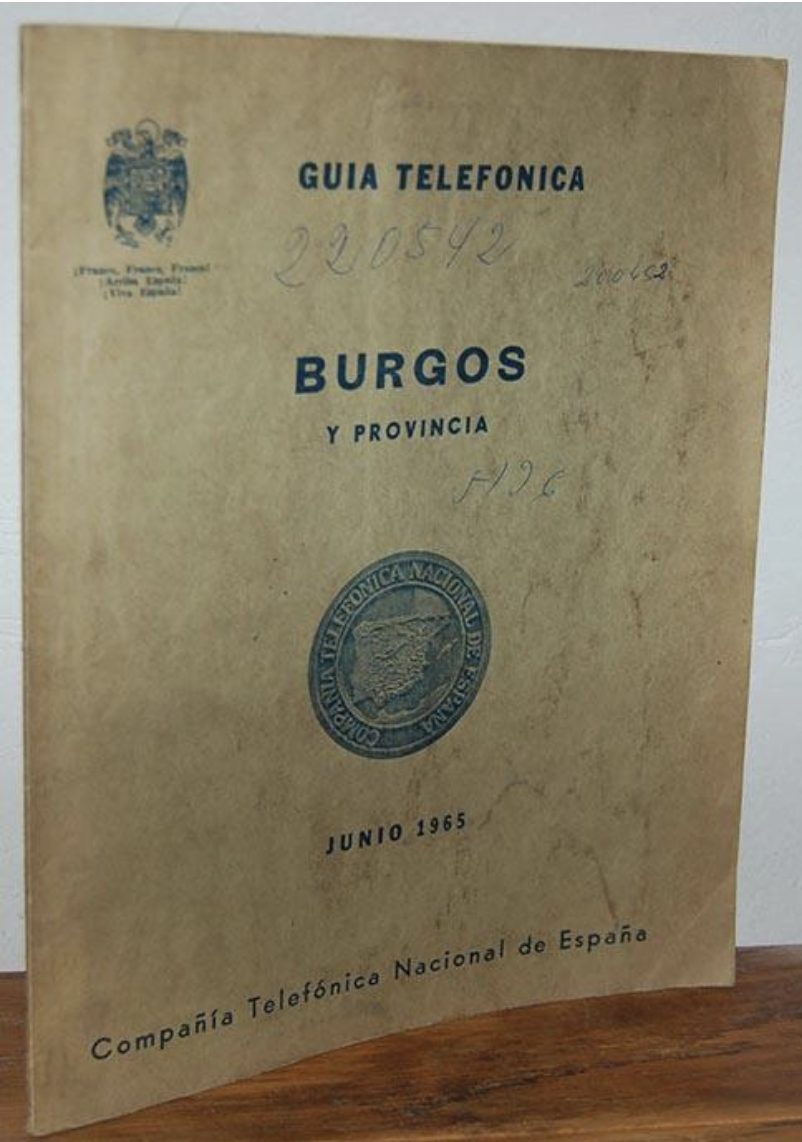 GUIA TELEFONICA
220542
¡Franco, Franco, Franco!
¡Arriba España!
¡Viva España!
BURGOS
Y PROVINCIA
COMPAÑIA TELEFONICA NACIONAL DE ESPAÑA
JUNIO 1965
Compañía Telefónica Nacional de España